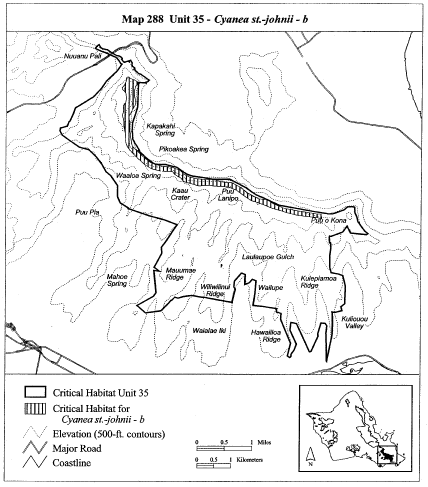 Map 288 Unit 35 - Cyanea st.-johnii - b
Nuuanu Pali
Kapakahi
Spring
Pikoakea Spring
Waaloa Spring
Kaau
Crater
Puu
Lanipo
Puu o Kona
Puu Pia
Laulaupoe Gulch
Mahoe
Spring
Mauumae
Ridge
Wiliwilinui
Ridge
Wailupe
Kulepiamoa
Ridge
Kuliouou
Valley
Waialae Iki
Hawaiiloa
Ridge
Critical Habitat Unit 35
Critical Habitat for
Cyanea st.-johnii - b
Elevation (500-ft. contours)
Major Road
Coastline
0 0.5 1 Miles
0 0.5 1 Kilometers
N